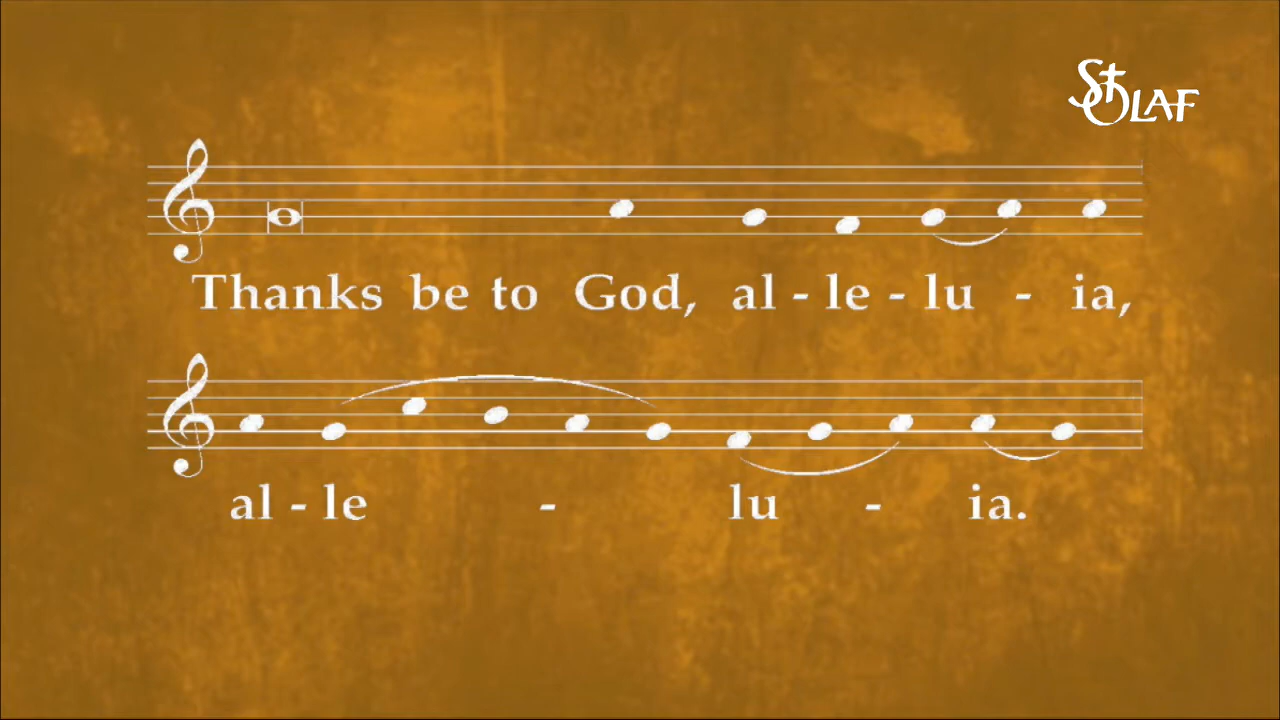 St OLAF
Thanks be to God, al - le - lu - ia,
al - le - lu - ia.